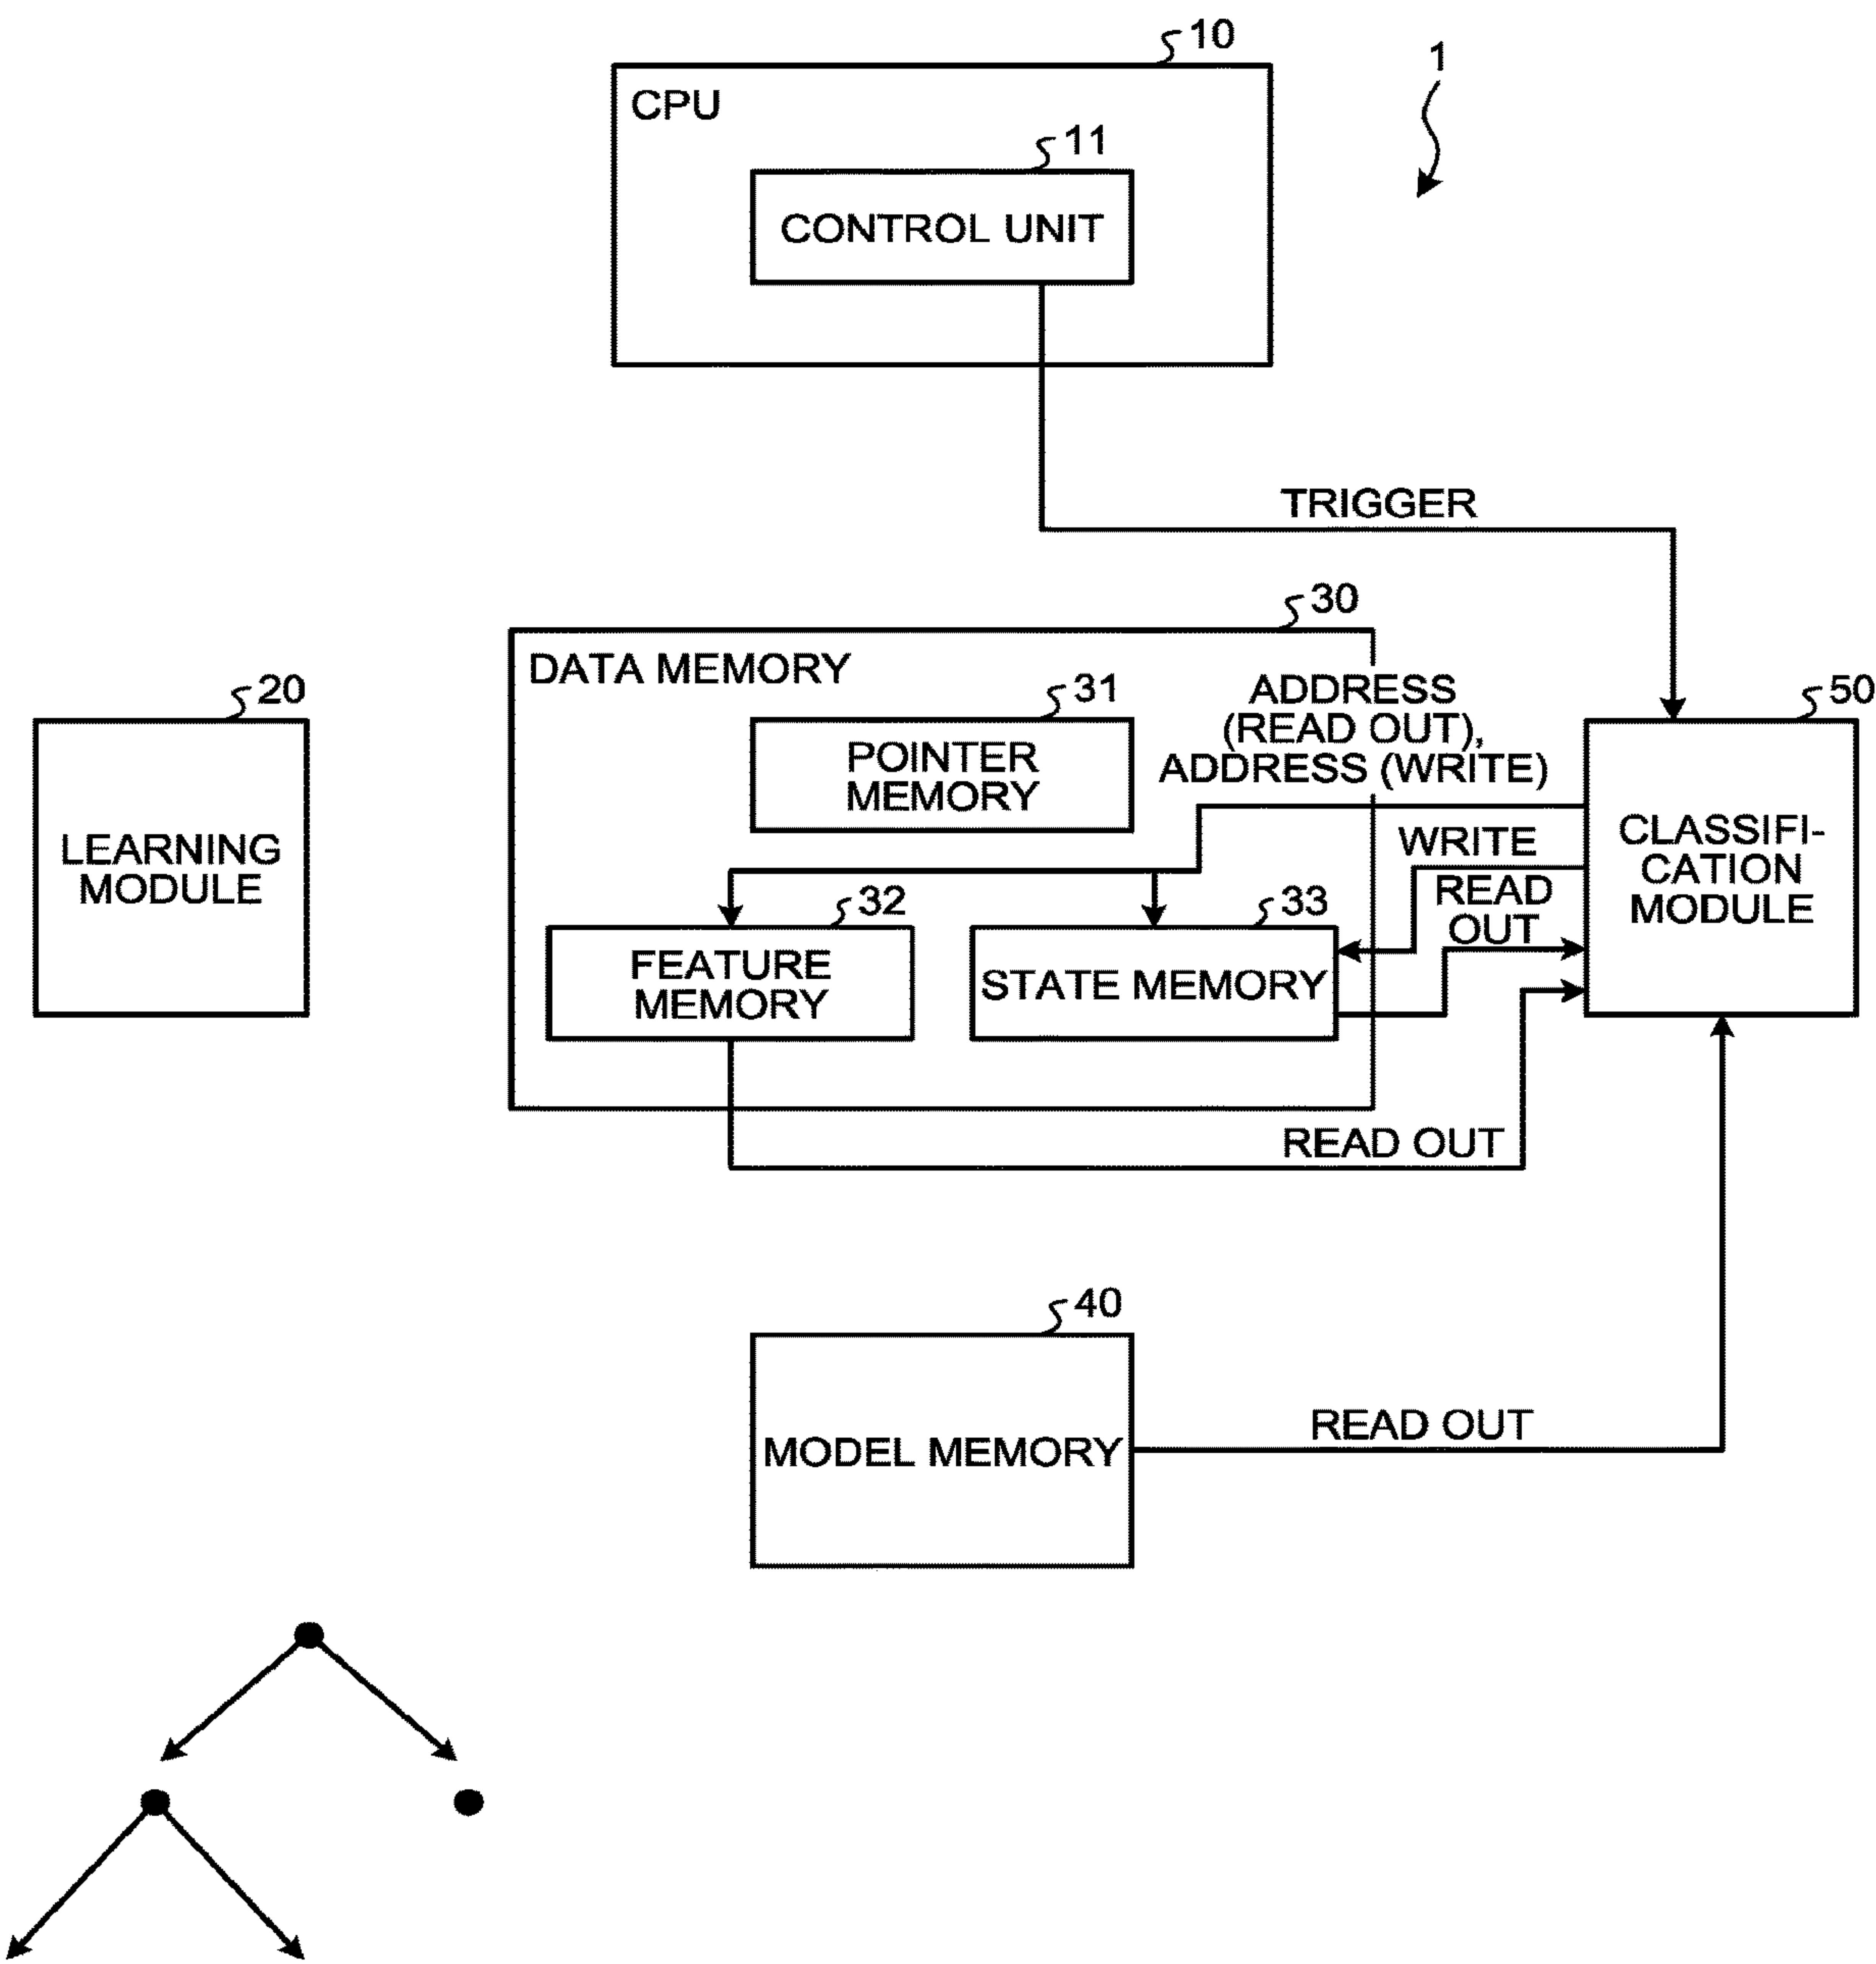 10
1
CPU
11
CONTROL UNIT
TRIGGER
30
DATA MEMORY
20
31
ADDRESS
(READ OUT),
ADDRESS (WRITE)
50
POINTER
MEMORY
LEARNING
MODULE
WRITE
READ
OUT
CLASSIFI-
CATION
MODULE
32
33
FEATURE
MEMORY
STATE MEMORY
READ OUT
40
MODEL MEMORY
READ OUT